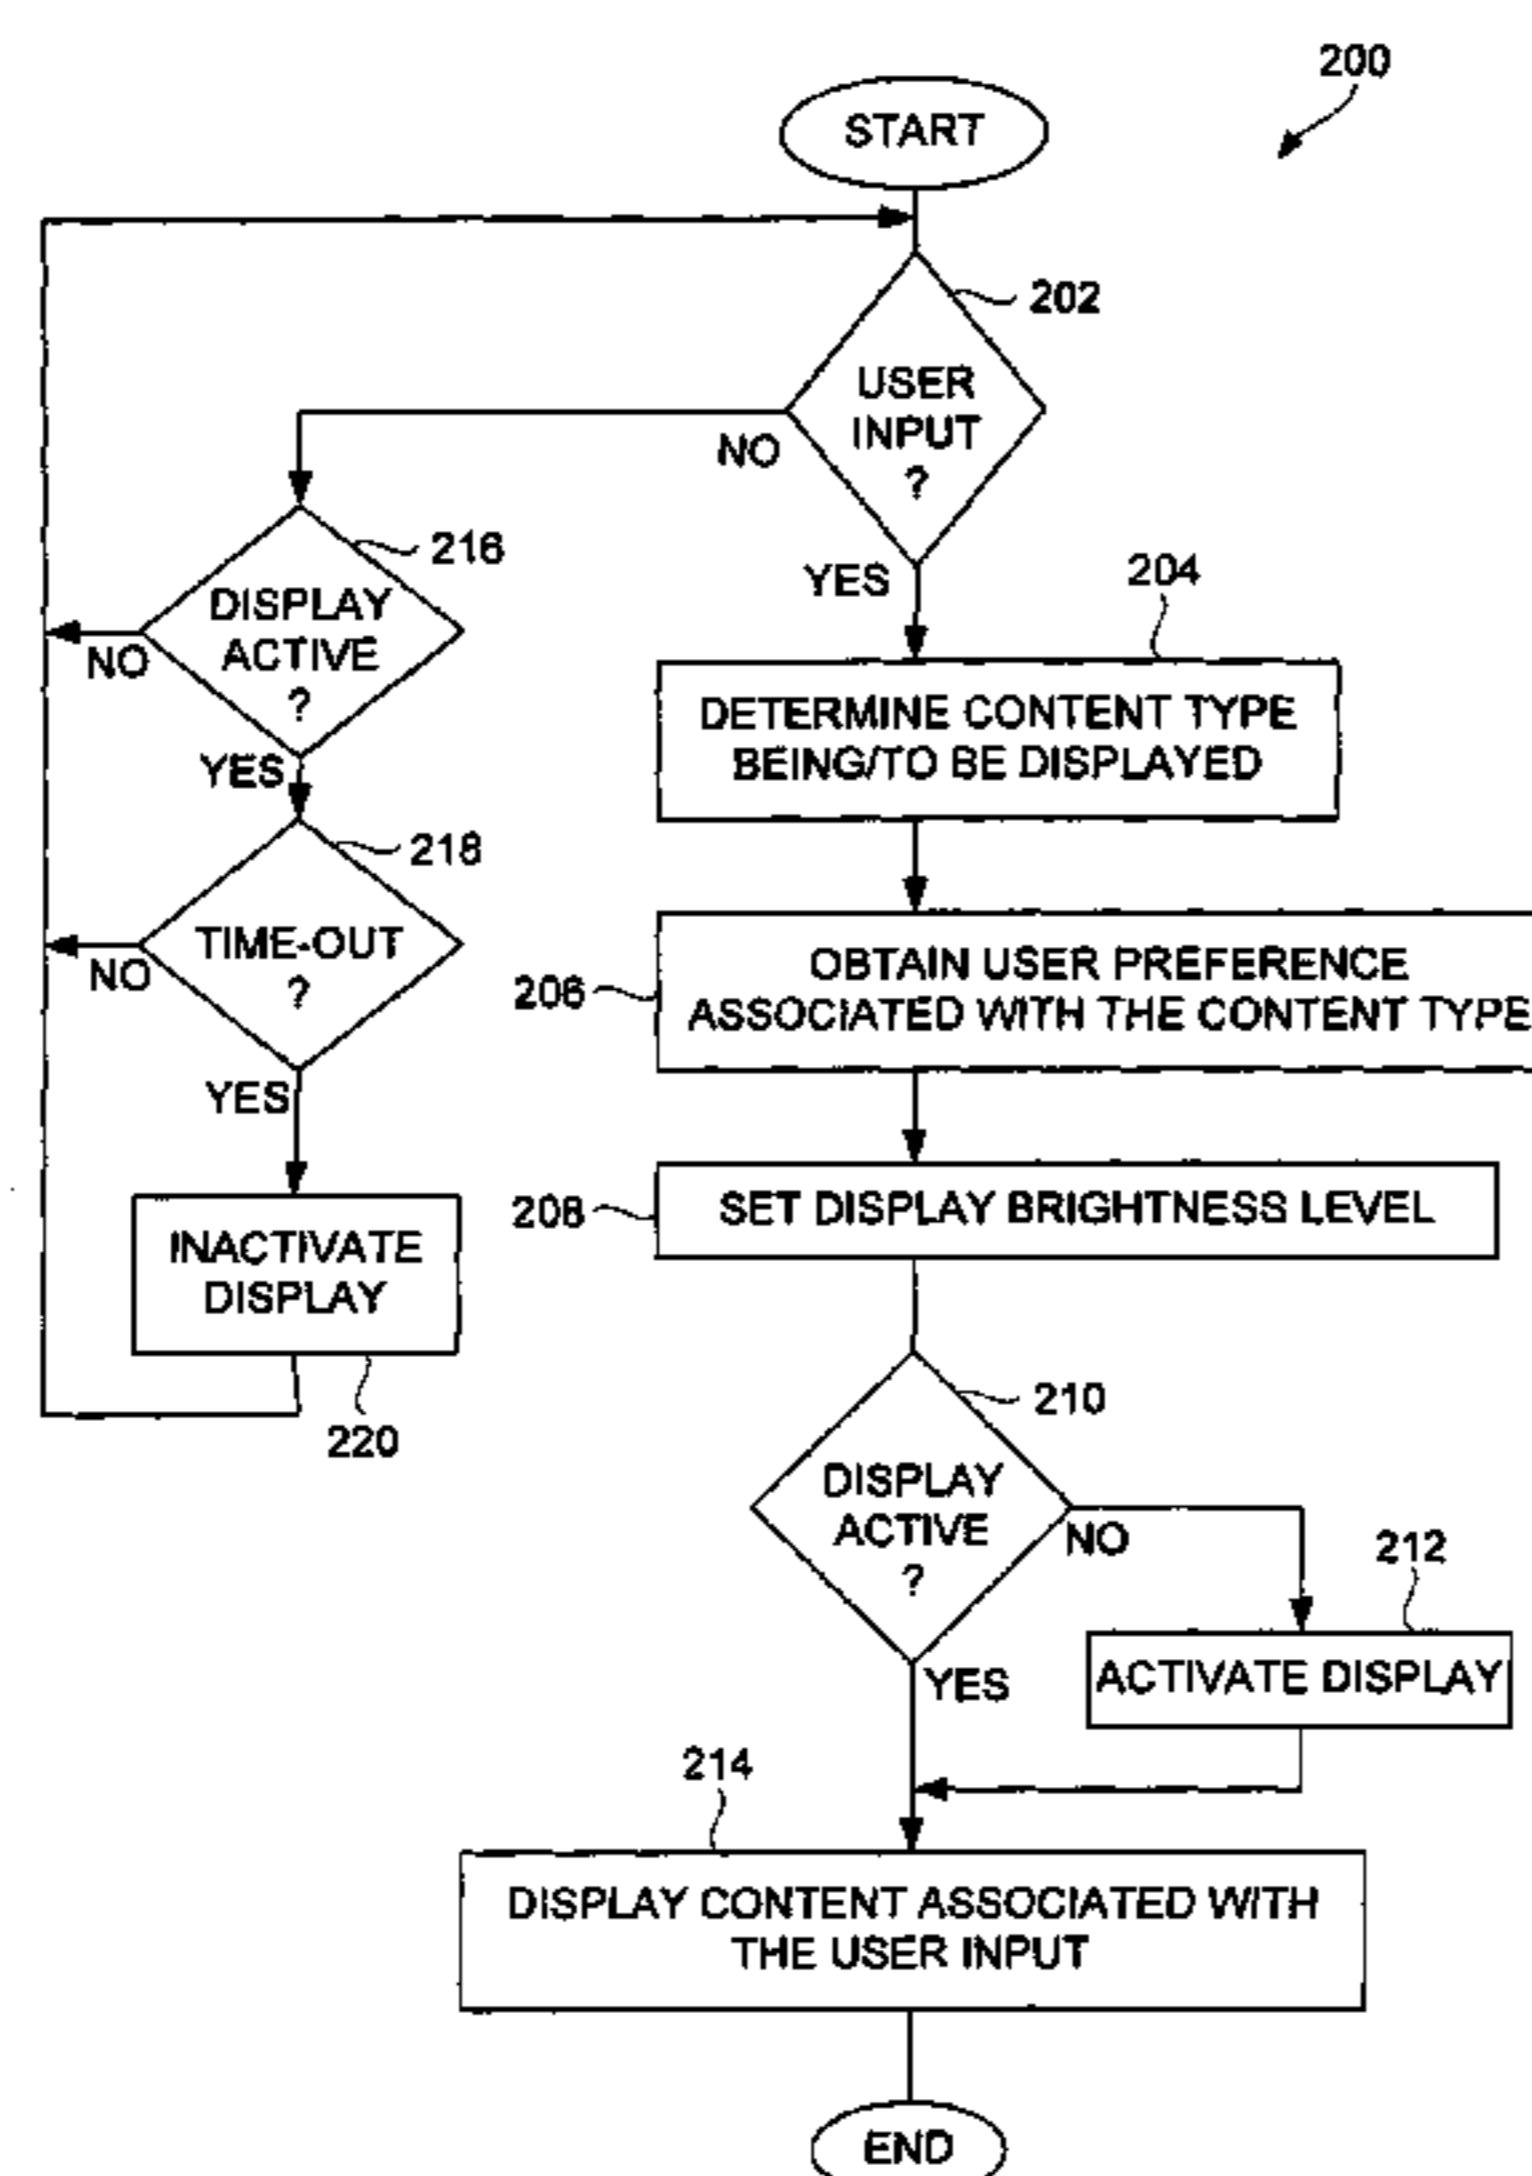 200
START
202
USER
INPUT
?
NO
YES
216
DISPLAY
ACTIVE
?
NO
YES
204
DETERMINE CONTENT TYPE
BEING/TO BE DISPLAYED
218
TIME-OUT
?
NO
YES
206
OBTAIN USER PREFERENCE
ASSOCIATED WITH THE CONTENT TYPE
208
SET DISPLAY BRIGHTNESS LEVEL
INACTIVATE
DISPLAY
220
210
DISPLAY
ACTIVE
?
NO
YES
212
ACTIVATE DISPLAY
214
DISPLAY CONTENT ASSOCIATED WITH
THE USER INPUT
END